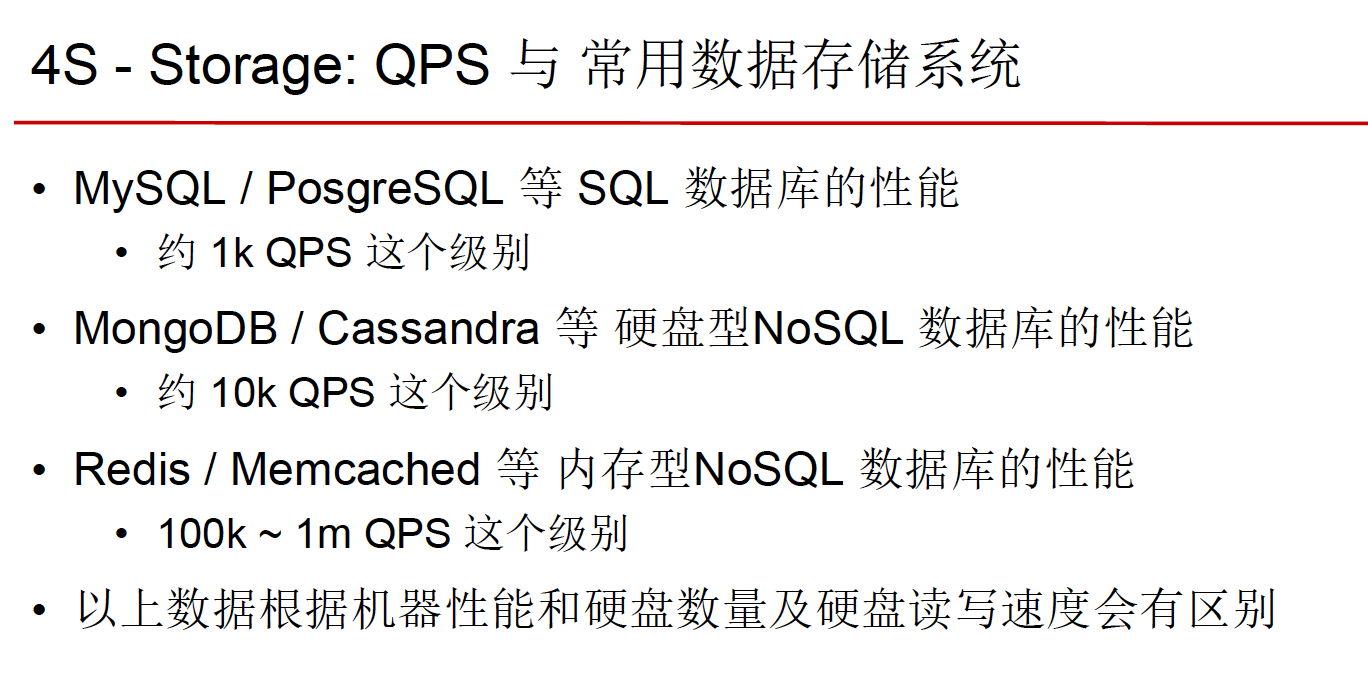 4S - Storage: QPS 与 常用数据存储系统
• MySQL / PosgreSQL 等 SQL 数据库的性能
• 约 1k QPS 这个级别
• MongoDB / Cassandra 等 硬盘型NoSQL 数据库的性能
• 约 10k QPS 这个级别
• Redis / Memcached 等 内存型NoSQL 数据库的性能
• 100k ~ 1m QPS 这个级别
• 以上数据根据机器性能和硬盘数量及硬盘读写速度会有区别